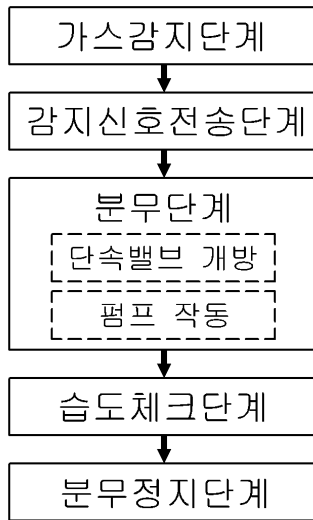 가스감지단계
감지신호전송단계
분무단계
단속밸브 개방
펌프 작동
습도체크단계
분무정지단계